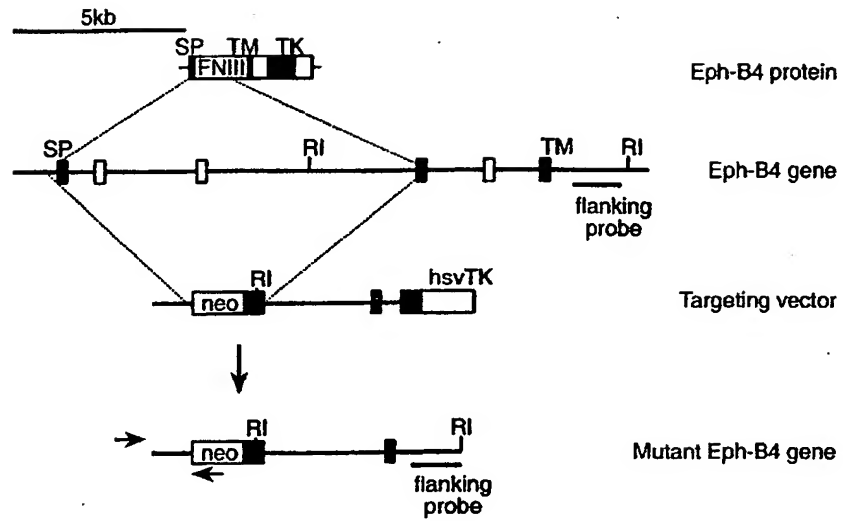 5kb
SP TM TK
FNIII
Eph-B4 protein
SP RI TM RI
Eph-B4 gene
flanking
probe
RI hsvTK
neo
Targeting vector
RI RI
neo
Mutant Eph-B4 gene
flanking
probe